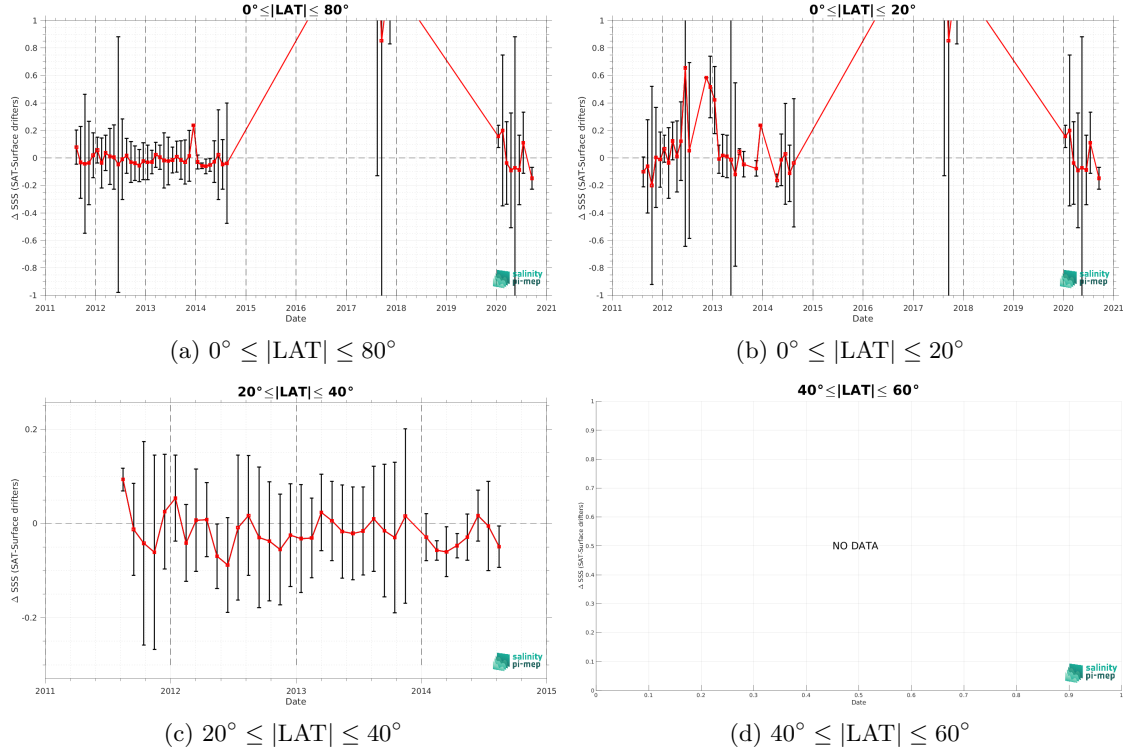 0°≤|LAT|≤ 80°
Δ SSS (SAT-Surface drifters)
1
0.8
0.6
0.4
0.2
0
-0.2
-0.4
-0.6
-0.8
-1
2011 2012 2013 2014 2015 2016 2017 2018 2019 2020 2021
Date
salinity
pi-mep
(a) 0° ≤ |LAT| ≤ 80°
0°≤|LAT|≤ 20°
Δ SSS (SAT-Surface drifters)
1
0.8
0.6
0.4
0.2
0
-0.2
-0.4
-0.6
-0.8
-1
2011 2012 2013 2014 2015 2016 2017 2018 2019 2020 2021
Date
salinity
pi-mep
(b) 0° ≤ |LAT| ≤ 20°
20°≤|LAT|≤ 40°
Δ SSS (SAT-Surface drifters)
0.2
0
-0.2
2011 2012 2013 2014 2015
Date
salinity
pi-mep
(c) 20° ≤ |LAT| ≤ 40°
40°≤|LAT|≤ 60°
Δ SSS (SAT-Surface drifters)
1
0.9
0.8
0.7
0.6
0.5
0.4
0.3
0.2
0.1
0
NO DATA
0 0.1 0.2 0.3 0.4 0.5 0.6 0.7 0.8 0.9 1
Date
salinity
pi-mep
(d) 40° ≤ |LAT| ≤ 60°